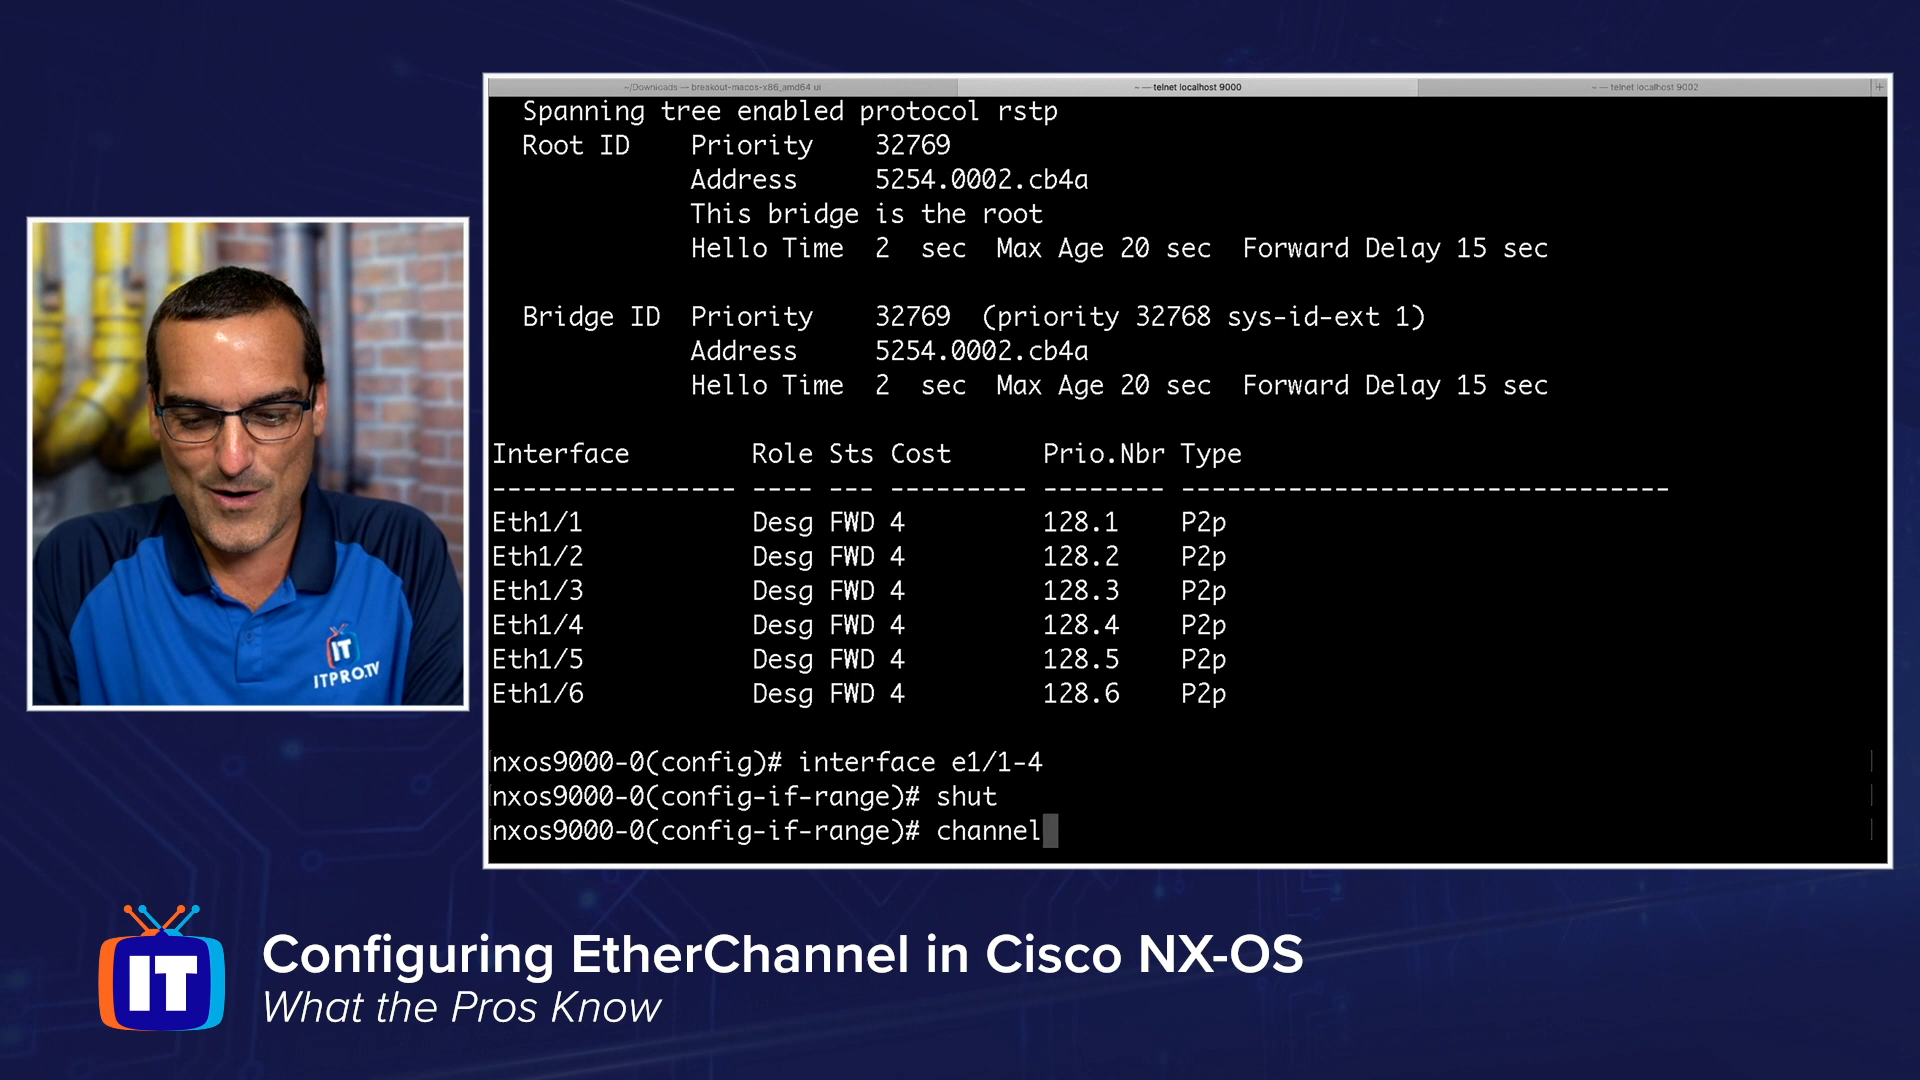 ~/Downloads — breakout-macos-x86_amd64 ui
~ — telnet localhost 9000
~ — telnet localhost 9002
+
Spanning tree enabled protocol rstp
Root ID    Priority    32769
Address     5254.0002.cb4a
This bridge is the root
Hello Time  2  sec  Max Age 20 sec  Forward Delay 15 sec
Bridge ID  Priority    32769  (priority 32768 sys-id-ext 1)
Address     5254.0002.cb4a
Hello Time  2  sec  Max Age 20 sec  Forward Delay 15 sec
Interface        Role Sts Cost      Prio.Nbr Type
---------------- ---- --- --------- -------- --------------------------------
Eth1/1           Desg FWD 4         128.1    P2p
Eth1/2           Desg FWD 4         128.2    P2p
Eth1/3           Desg FWD 4         128.3    P2p
Eth1/4           Desg FWD 4         128.4    P2p
Eth1/5           Desg FWD 4         128.5    P2p
Eth1/6           Desg FWD 4         128.6    P2p
nxos9000-0(config)# interface e1/1-4
nxos9000-0(config-if-range)# shut
nxos9000-0(config-if-range)# channel
IT
ITPRO.TV
IT
Configuring EtherChannel in Cisco NX-OS
What the Pros Know